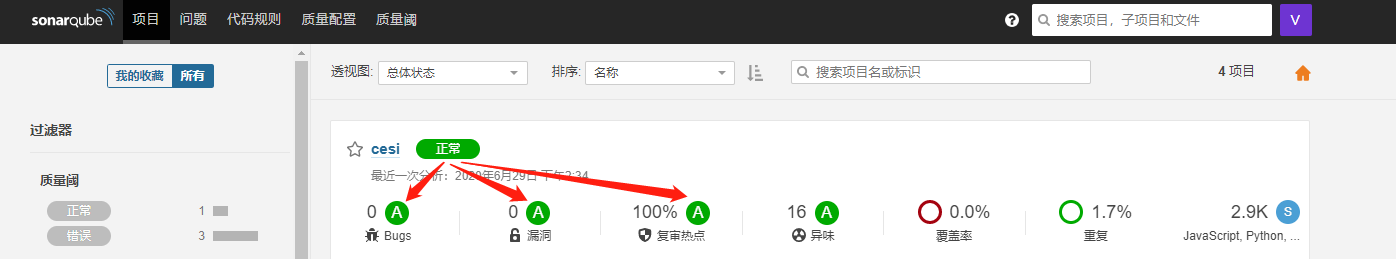 sonarqube 项目 问题 代码规则 质量配置 质量阈 搜索项目，子项目和文件 V
我的收藏 所有 透视图: 总体状态 排序: 名称 搜索项目名或标识 4 项目
过滤器
cesi 正常
最近一次分析: 2020年6月29日 下午2:34
质量阈
正常 1
错误 3
0 A 0 A 100% A 16 A 0.0% 1.7% 2.9K S
Bugs 漏洞 复审热点 异味 覆盖率 重复 JavaScript, Python, ...